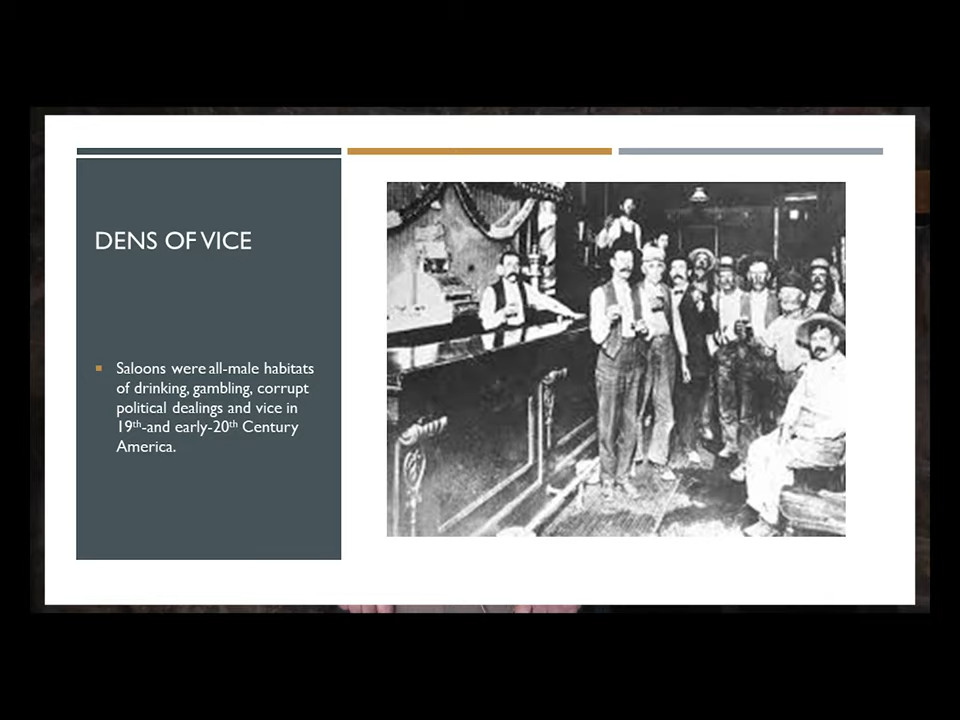 DENS OF VICE
Saloons were all-male habitats
of drinking, gambling, corrupt
political dealings and vice in
19th-and early-20th Century
America.